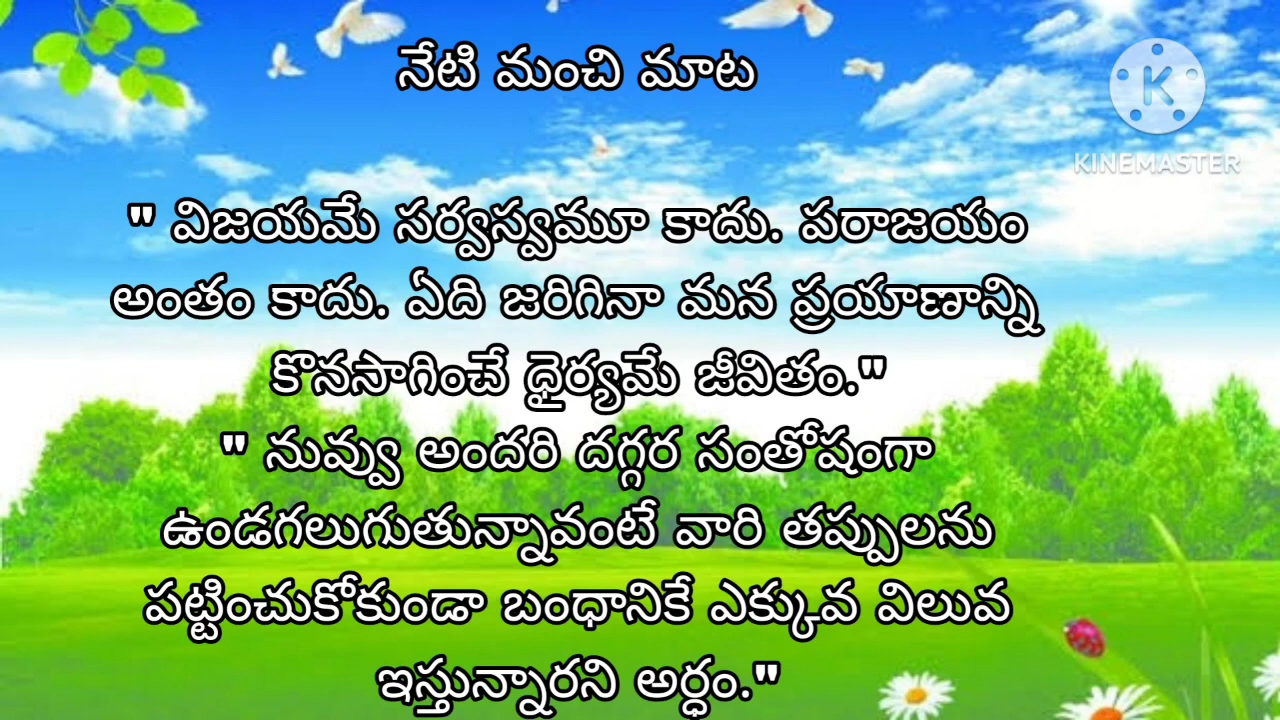 నేటి మంచి మాట
KINEMASTER
" విజయమే సర్వస్వమూ కాదు. పరాజయం
అంతం కాదు. ఏది జరిగినా మన ప్రయాణాన్ని
కొనసాగించే ధైర్యమే జీవితం."
" నువ్వు అందరి దగ్గర సంతోషంగా
ఉండగలుగుతున్నావంటే వారి తప్పులను
పట్టించుకోకుండా బంధానికే ఎక్కువ విలువ
ఇస్తున్నారని అర్ధం."